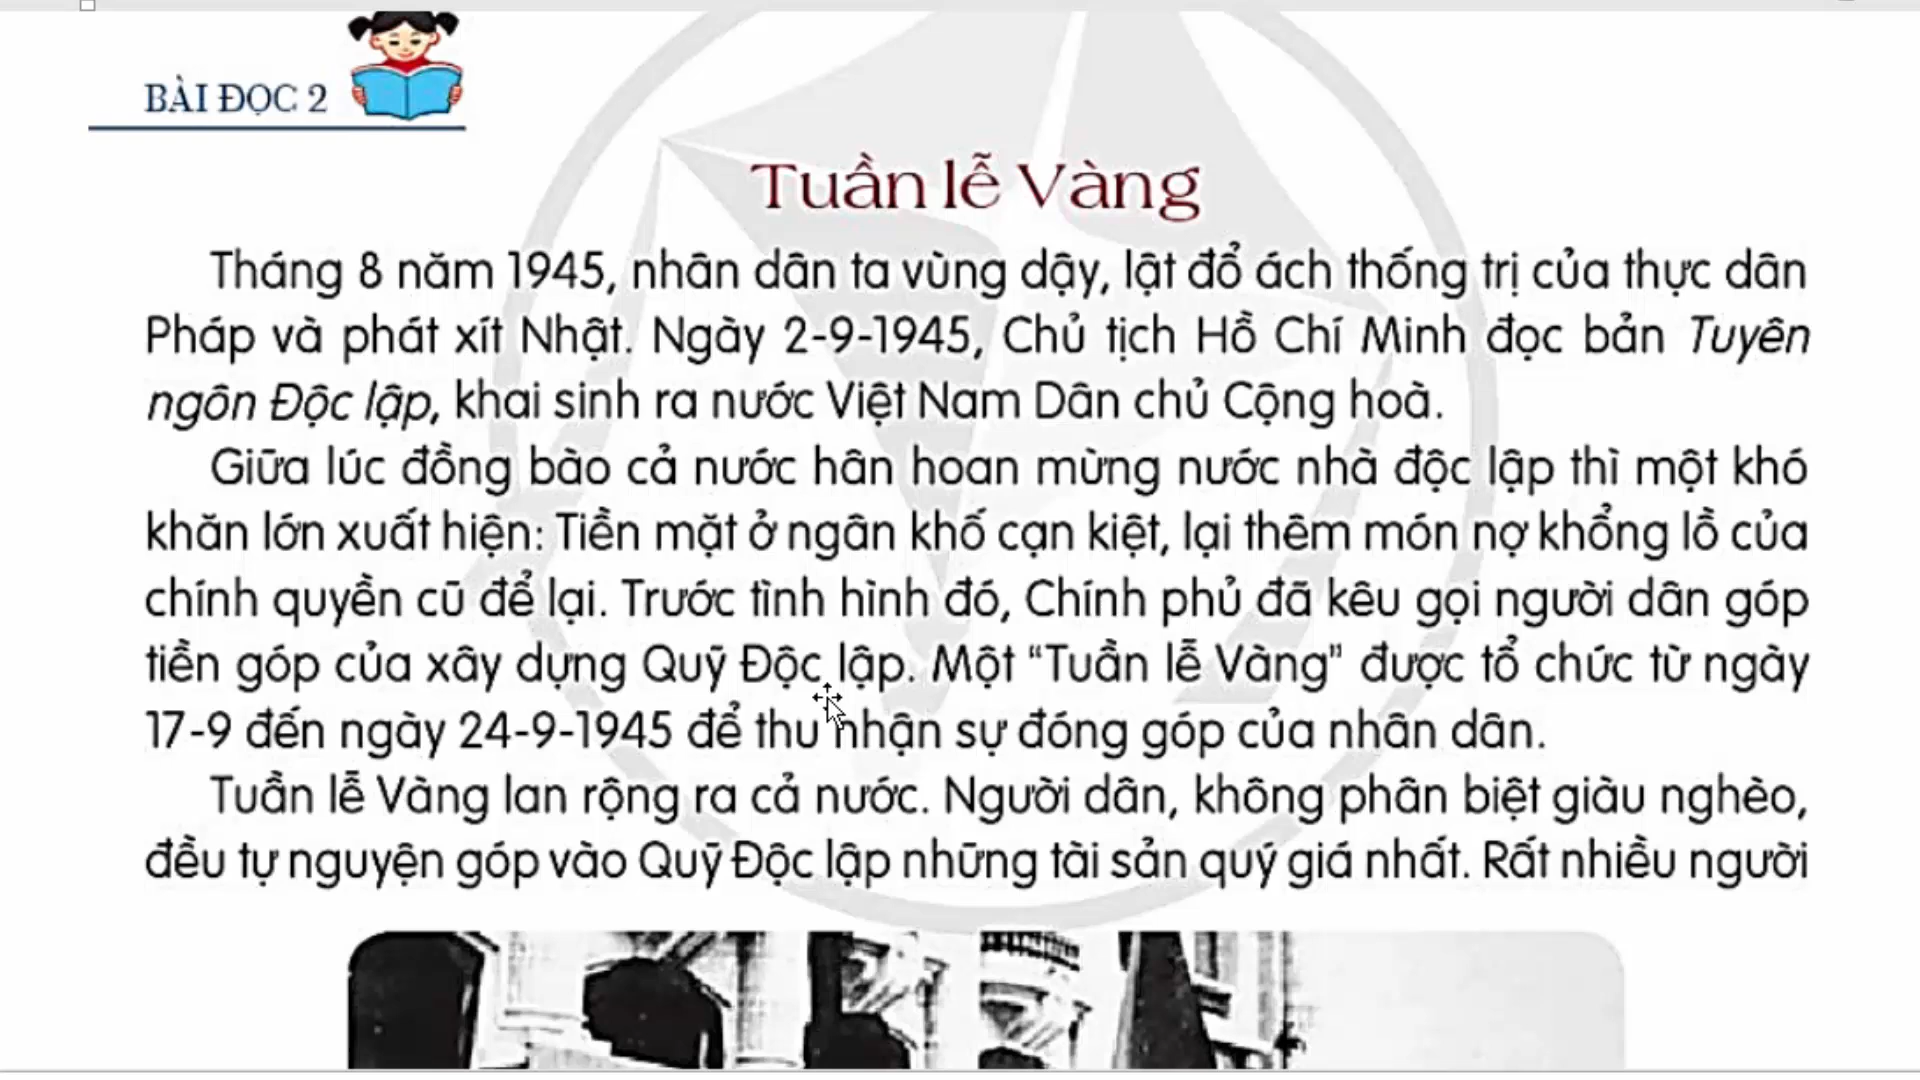 BÀI ĐỌC 2
Tuần lễ Vàng
Tháng 8 năm 1945, nhân dân ta vùng dậy, lật đổ ách thống trị của thực dân
Pháp và phát xít Nhật. Ngày 2-9-1945, Chủ tịch Hồ Chí Minh đọc bản Tuyên
ngôn Độc lập, khai sinh ra nước Việt Nam Dân chủ Cộng hoà.
Giữa lúc đồng bào cả nước hân hoan mừng nước nhà độc lập thì một khó
khăn lớn xuất hiện: Tiền mặt ở ngân khố cạn kiệt, lại thêm món nợ khổng lồ của
chính quyền cũ để lại. Trước tình hình đó, Chính phủ đã kêu gọi người dân góp
tiền góp của xây dựng Quỹ Độc lập. Một “Tuần lễ Vàng” được tổ chức từ ngày
17-9 đến ngày 24-9-1945 để thu nhận sự đóng góp của nhân dân.
Tuần lễ Vàng lan rộng ra cả nước. Người dân, không phân biệt giàu nghèo,
đều tự nguyện góp vào Quỹ Độc lập những tài sản quý giá nhất. Rất nhiều người